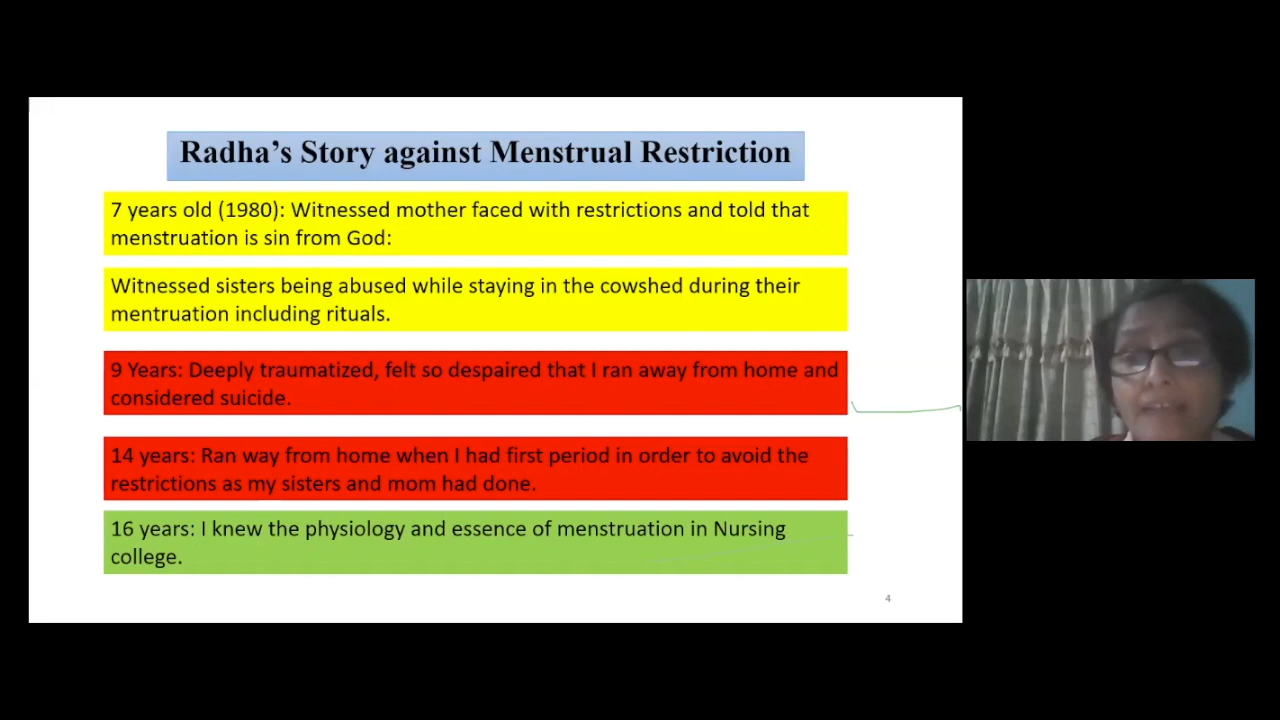 Radha’s Story against Menstrual Restriction
7 years old (1980): Witnessed mother faced with restrictions and told that
menstruation is sin from God:
Witnessed sisters being abused while staying in the cowshed during their
mentruation including rituals.
9 Years: Deeply traumatized, felt so despaired that I ran away from home and
considered suicide.
14 years: Ran way from home when I had first period in order to avoid the
restrictions as my sisters and mom had done.
16 years: I knew the physiology and essence of menstruation in Nursing
college.
4